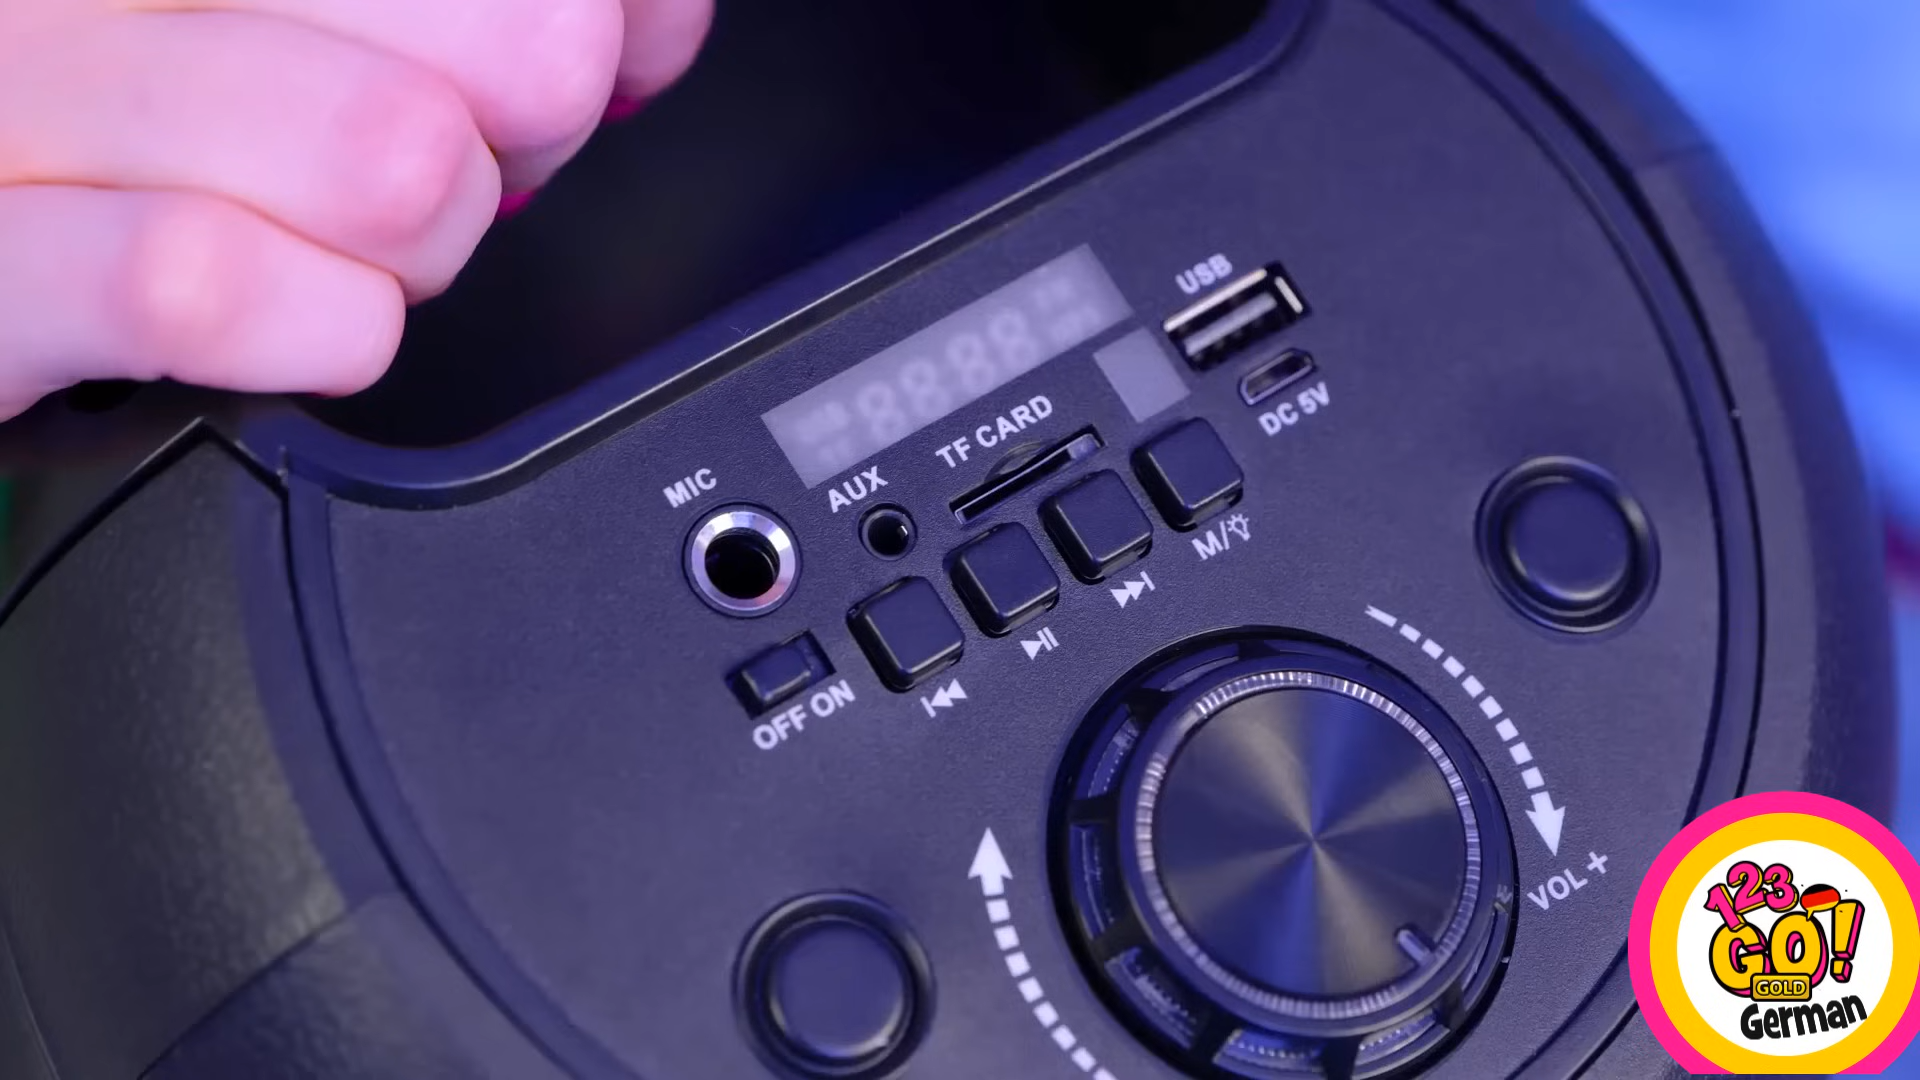 USB
DC 5V
TF CARD
AUX
MIC
M/
OFF ON
VOL +
123
GO!
GOLD
German